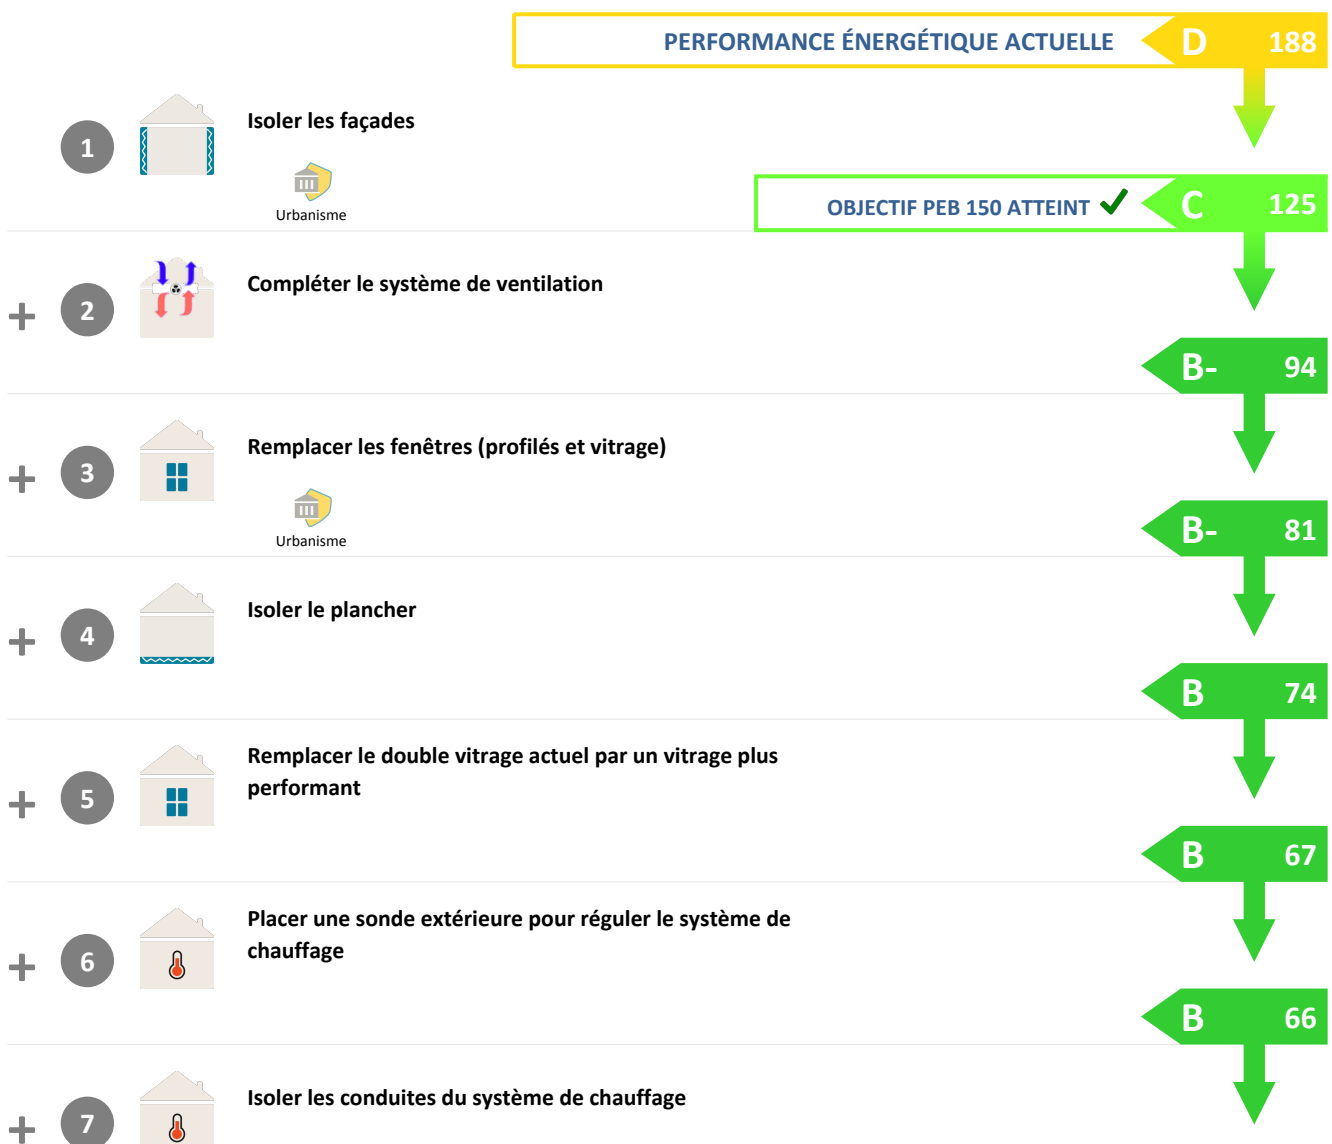 PERFORMANCE ÉNERGÉTIQUE ACTUELLE D 188
1 Isoler les façades
Urbanisme
OBJECTIF PEB 150 ATTEINT ✔ C 125
+ 2 Compléter le système de ventilation
B- 94
+ 3 Remplacer les fenêtres (profilés et vitrage)
Urbanisme
B- 81
+ 4 Isoler le plancher
B 74
+ 5 Remplacer le double vitrage actuel par un vitrage plus
performant
B 67
+ 6 Placer une sonde extérieure pour réguler le système de
chauffage
B 66
+ 7 Isoler les conduites du système de chauffage